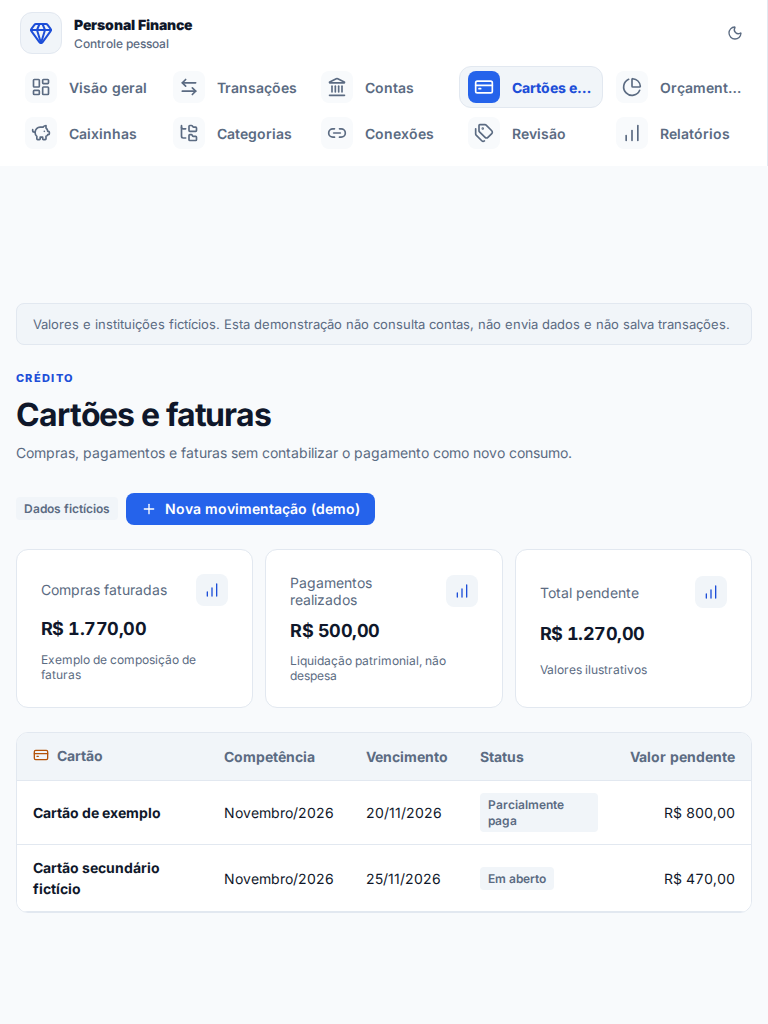 Personal Finance
Controle pessoal
Visão geral
Transações
Contas
Cartões e...
Orçament...
Caixinhas
Categorias
Conexões
Revisão
Relatórios
Valores e instituições fictícios. Esta demonstração não consulta contas, não envia dados e não salva transações.
CRÉDITO
Cartões e faturas
Compras, pagamentos e faturas sem contabilizar o pagamento como novo consumo.
Dados fictícios
Nova movimentação (demo)
Compras faturadas
R$ 1.770,00
Exemplo de composição de
faturas
Pagamentos
realizados
R$ 500,00
Liquidação patrimonial, não
despesa
Total pendente
R$ 1.270,00
Valores ilustrativos
Cartão Competência Vencimento Status Valor pendente
Cartão de exemplo Novembro/2026 20/11/2026 Parcialmente
paga R$ 800,00
Cartão secundário
fictício Novembro/2026 25/11/2026 Em aberto R$ 470,00